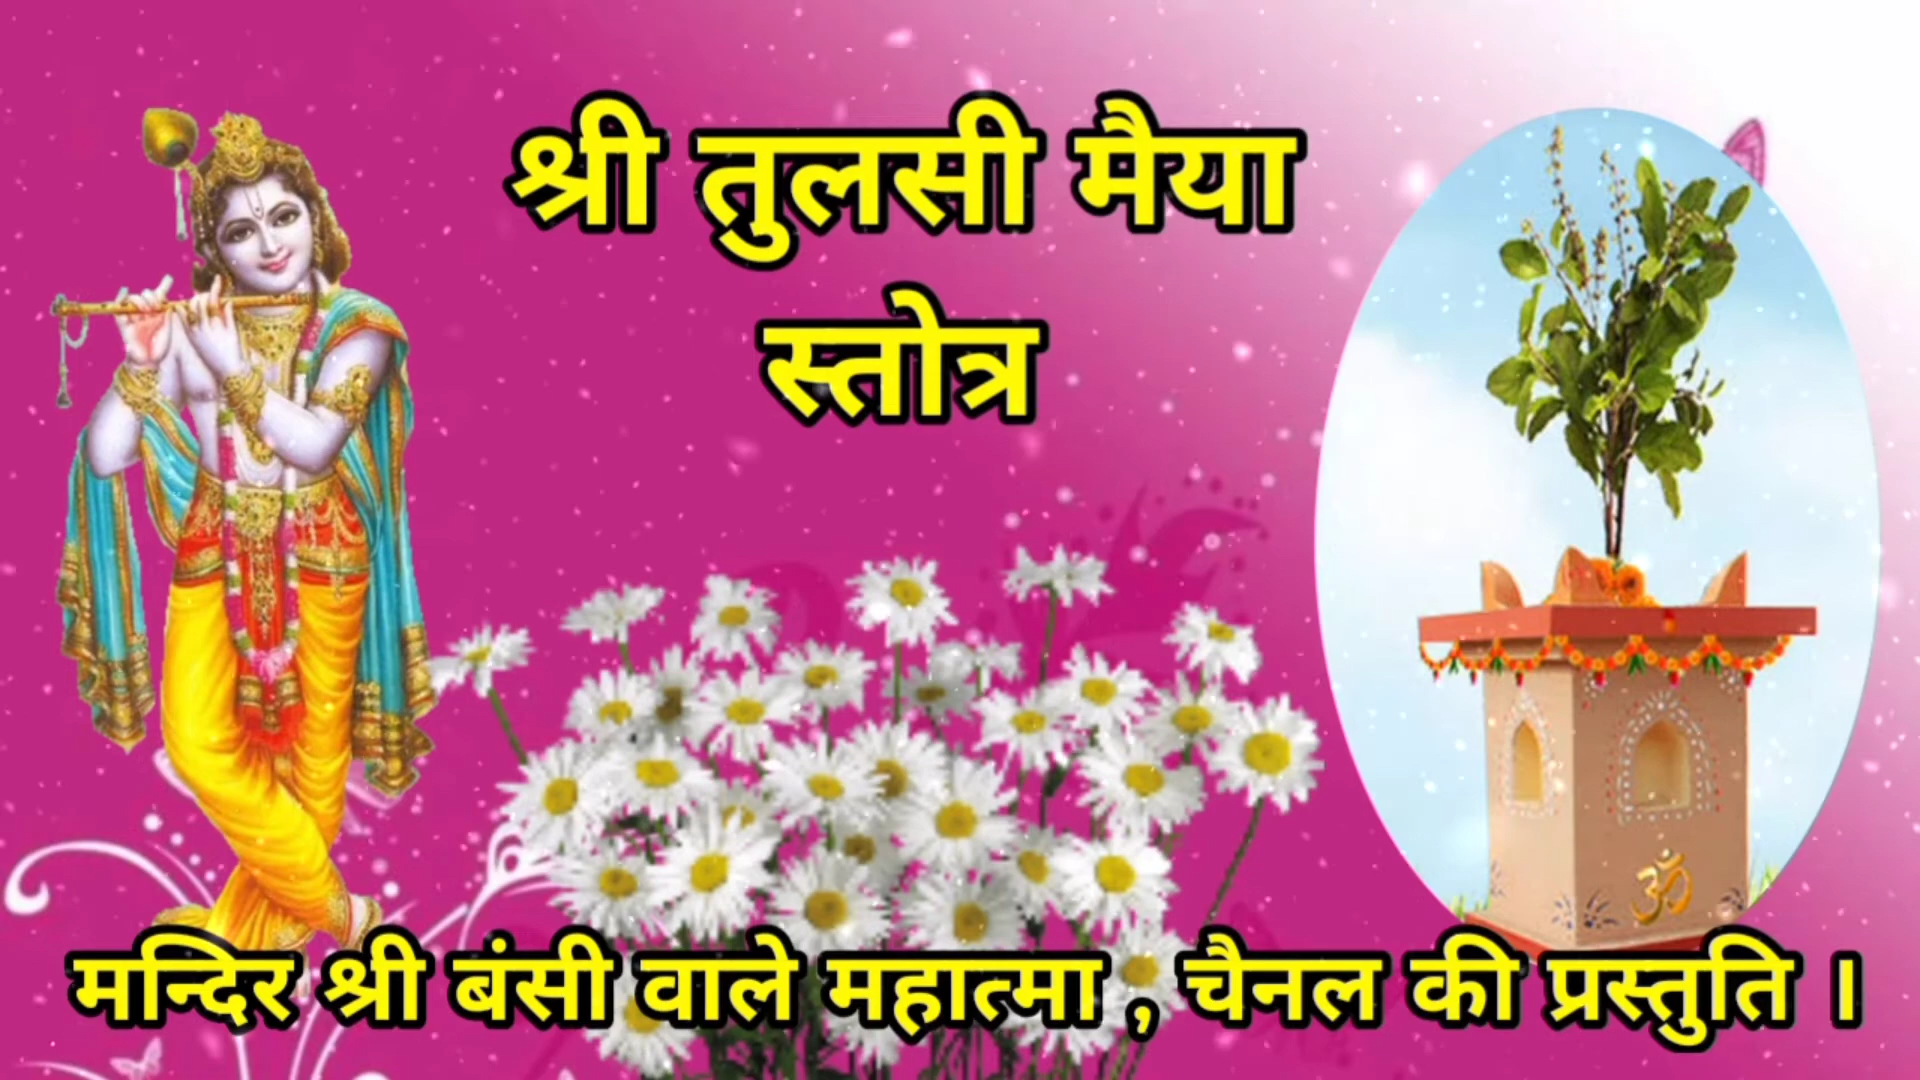 श्री तुलसी मैया
स्तोत्र
ॐ
मन्दिर श्री बंसी वाले महात्मा , चैनल की प्रस्तुति ।